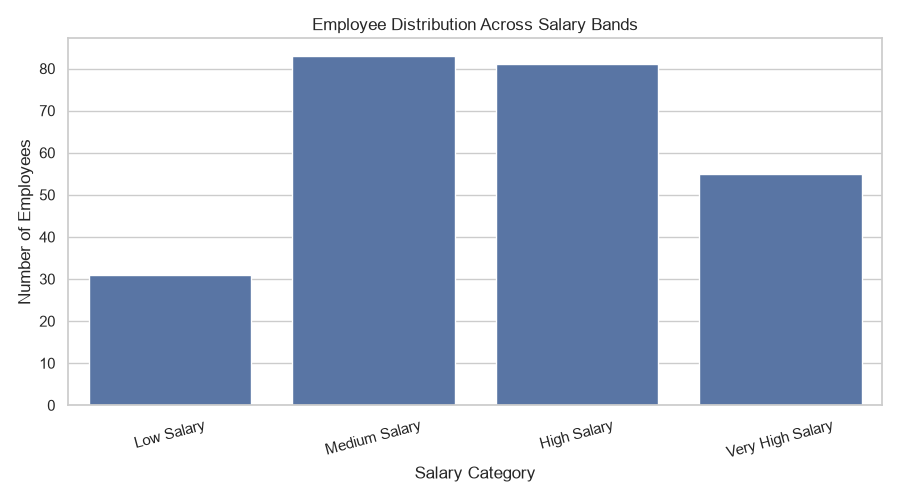 Employee Distribution Across Salary Bands
Number of Employees
80
70
60
50
40
30
20
10
0
Low Salary
Medium Salary
High Salary
Very High Salary
Salary Category